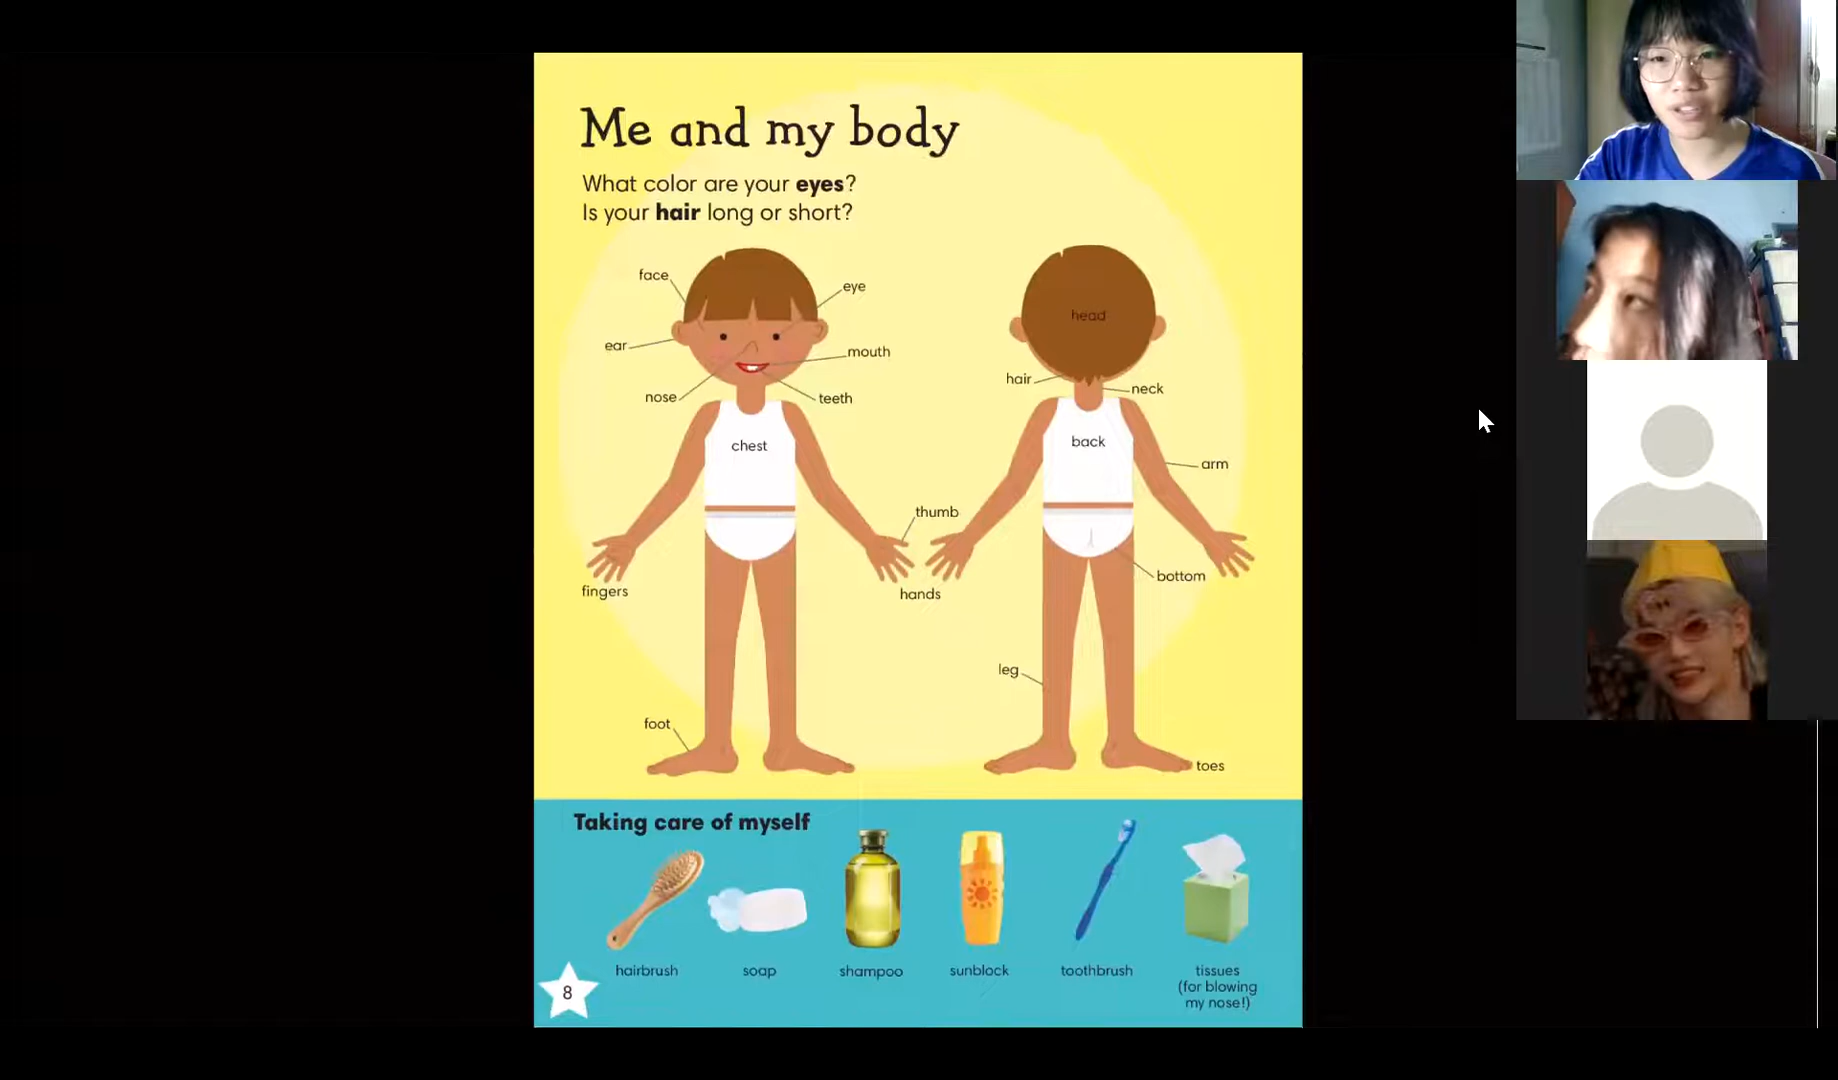 Me and my body
What color are your eyes?
Is your hair long or short?
face
eye
ear
mouth
nose
teeth
chest
thumb
fingers
hands
foot
head
hair
neck
back
arm
bottom
leg
toes
Taking care of myself
hairbrush
soap
shampoo
sunblock
toothbrush
tissues
(for blowing
my nose!)
8